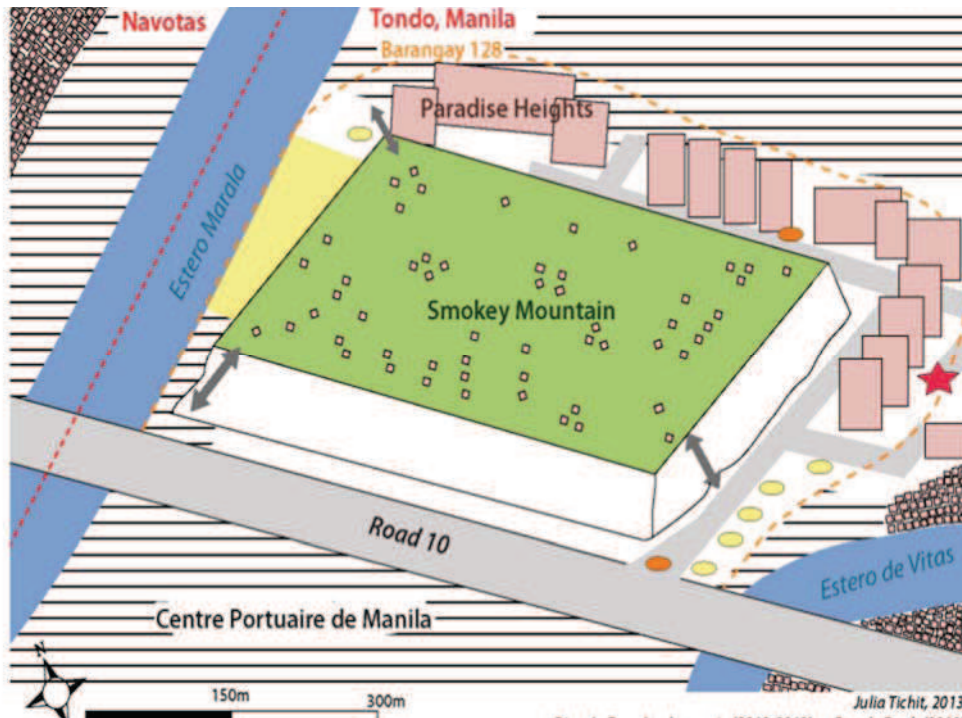 Navotas
Tondo, Manila
Barangay 128
Paradise Heights
Estero Marala
Smokey Mountain
Road 10
Estero de Vitas
Centre Portuaire de Manila
N
150m
300m
Julia Tichit, 2013